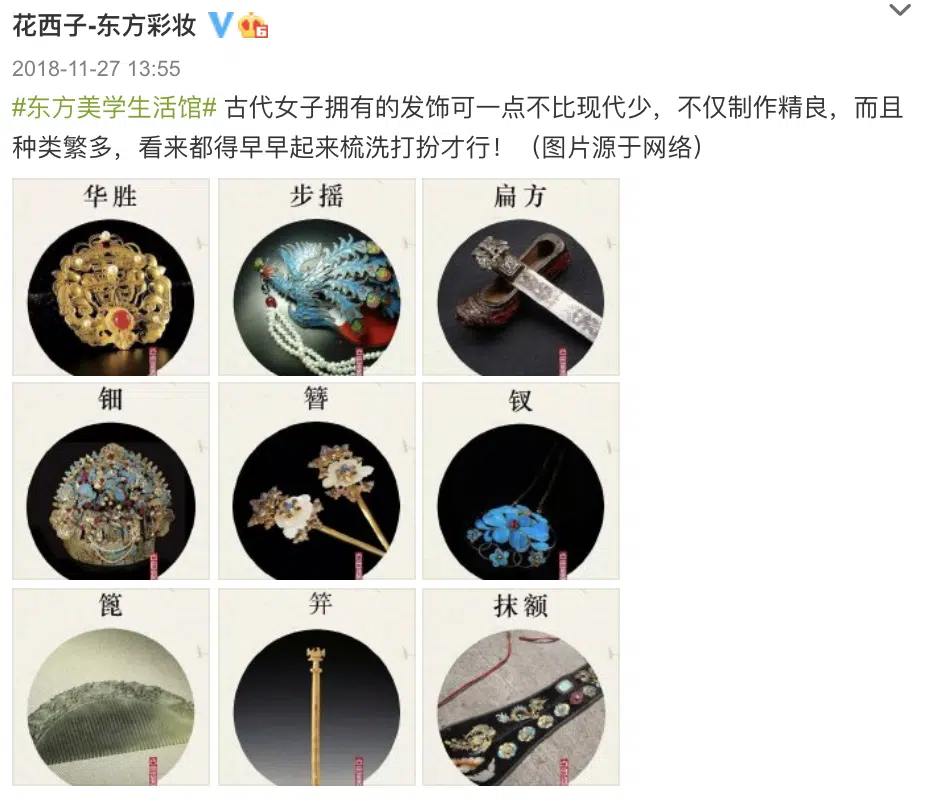 花西子-东方彩妆
2018-11-27 13:55
#东方美学生活馆# 古代女子拥有的发饰可一点不比现代少，不仅制作精良，而且
种类繁多，看来都得早早起来梳洗打扮才行！（图片源于网络）
华胜
步摇
扁方
钿
簪
钗
篦
笄
抹额